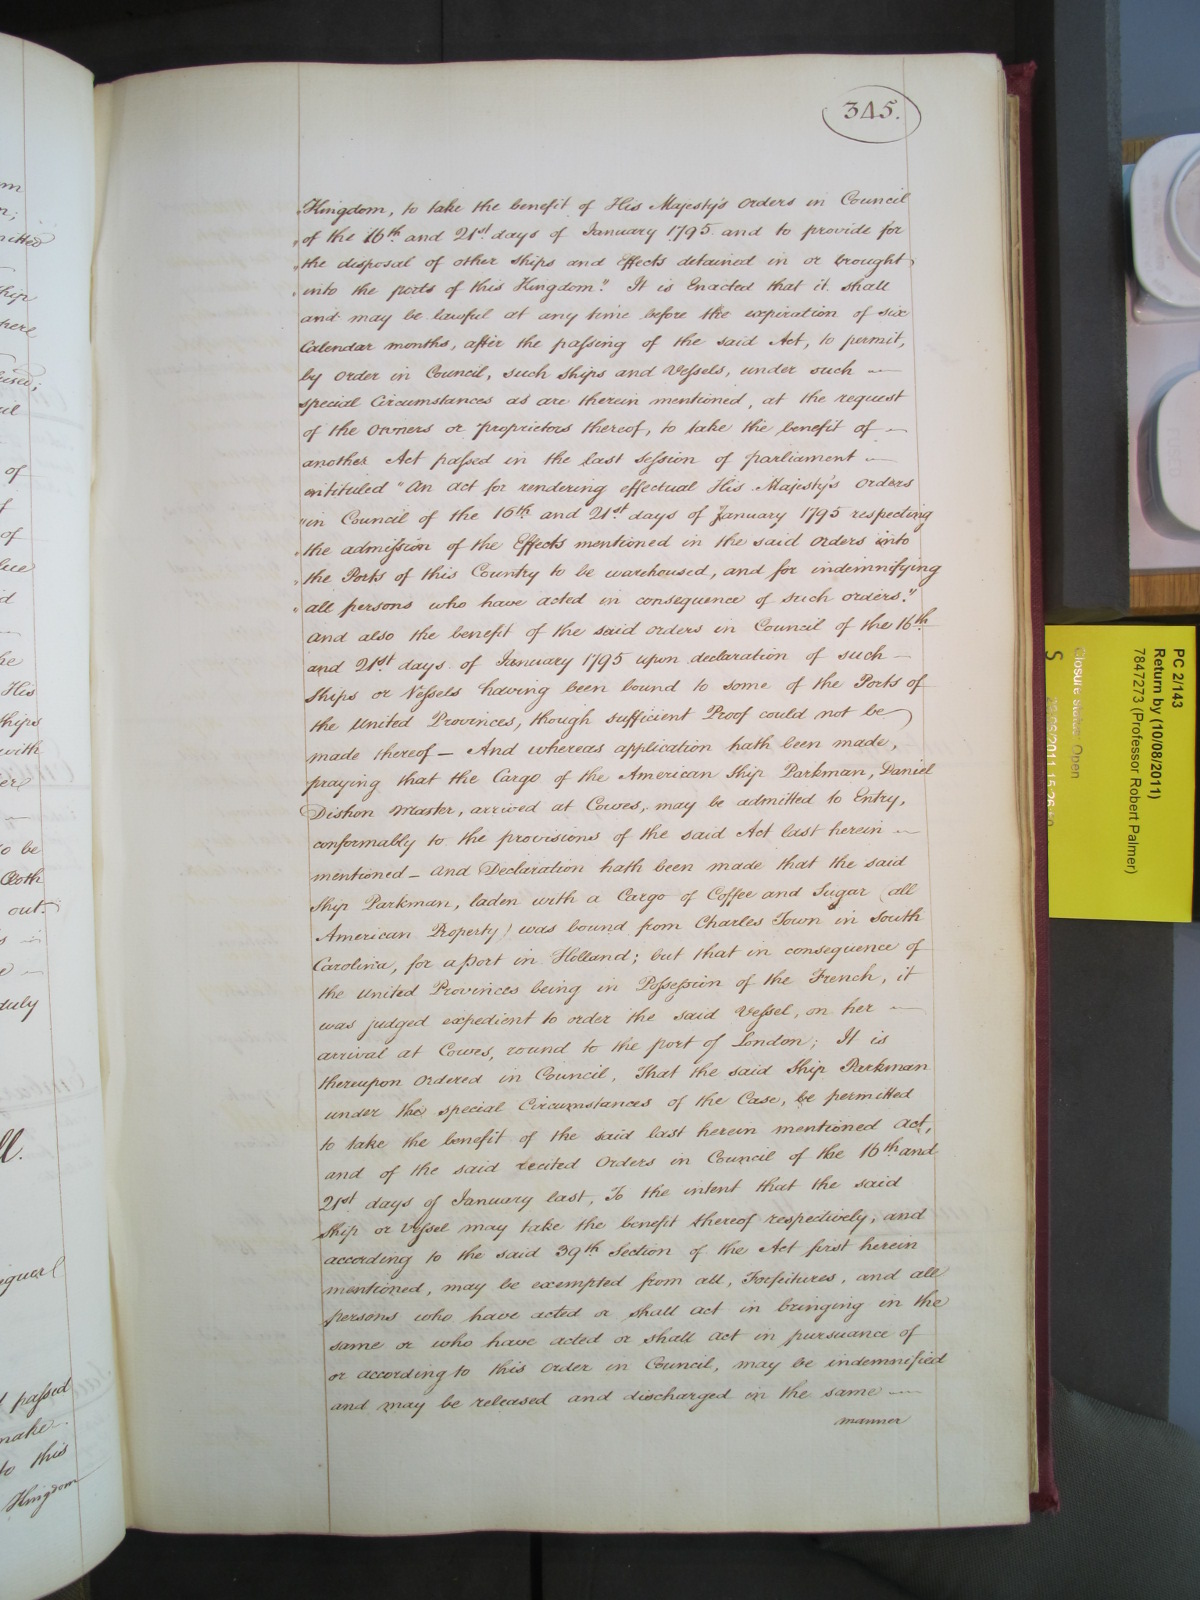 345.
"Kingdom, to take the benefit of His Majesty's Orders in Council
"of the 16th and 21st days of January 1795 and to provide for
"the disposal of other Ships and Effects detained in or brought
"into the ports of this Kingdom". It is Enacted that it shall
and may be lawful at any time before the expiration of six
Calendar months, after the passing of the said Act, to permit,
by Order in Council, such Ships and Vessels, under such —
special Circumstances as are therein mentioned, at the request
of the Owners or proprietors thereof, to take the benefit of —
another Act passed in the last Session of parliament —
entituled "An act for rendering effectual His Majesty's Orders
"in Council of the 16th and 21st days of January 1795 respecting
"the admission of the Effects mentioned in the said Orders into
"the Ports of this Country to be warehoused, and for indemnifying
"all persons who have acted in consequence of such orders."
And also the benefit of the said orders in Council of the 16th
and 21st days of January 1795 upon declaration of such —
Ships or Vessels having been bound to some of the Ports of
the United Provinces, though sufficient Proof could not be
made thereof — And whereas application hath been made,
praying that the Cargo of the American Ship Parkman, Daniel
Dishon Master, arrived at Cowes, may be admitted to Entry,
conformably to the provisions of the said Act last herein —
mentioned — and Declaration hath been made that the said
Ship Parkman, laden with a Cargo of Coffee and Sugar (all
American Property) was bound from Charles Town in South
Carolina, for a Port in Holland; but that in consequence of
the United Provinces being in Possession of the French, it
was judged expedient to order the said Vessel, on her —
arrival at Cowes, round to the port of London; It is
thereupon Ordered in Council, That the said Ship Parkman
under the special Circumstances of the Case, be permitted
to take the benefit of the said last herein mentioned Act,
and of the said recited Orders in Council of the 16th and
21st days of January last, To the intent that the said
Ship or Vessel may take the benefit thereof respectively, and
according to the said 39th Section of the Act first herein
mentioned, may be exempted from all, Forfeitures, and all
persons who have acted or shall act in bringing in the
same or who have acted or shall act in pursuance of
or according to this Order in Council, may be indemnified
and may be released and discharged in the same —
manner
PC 2/143
Return by (10/08/2011)
7847273 (Professor Robert Palmer)
Closure status: Open
S
passed
make
to this
Kingdom